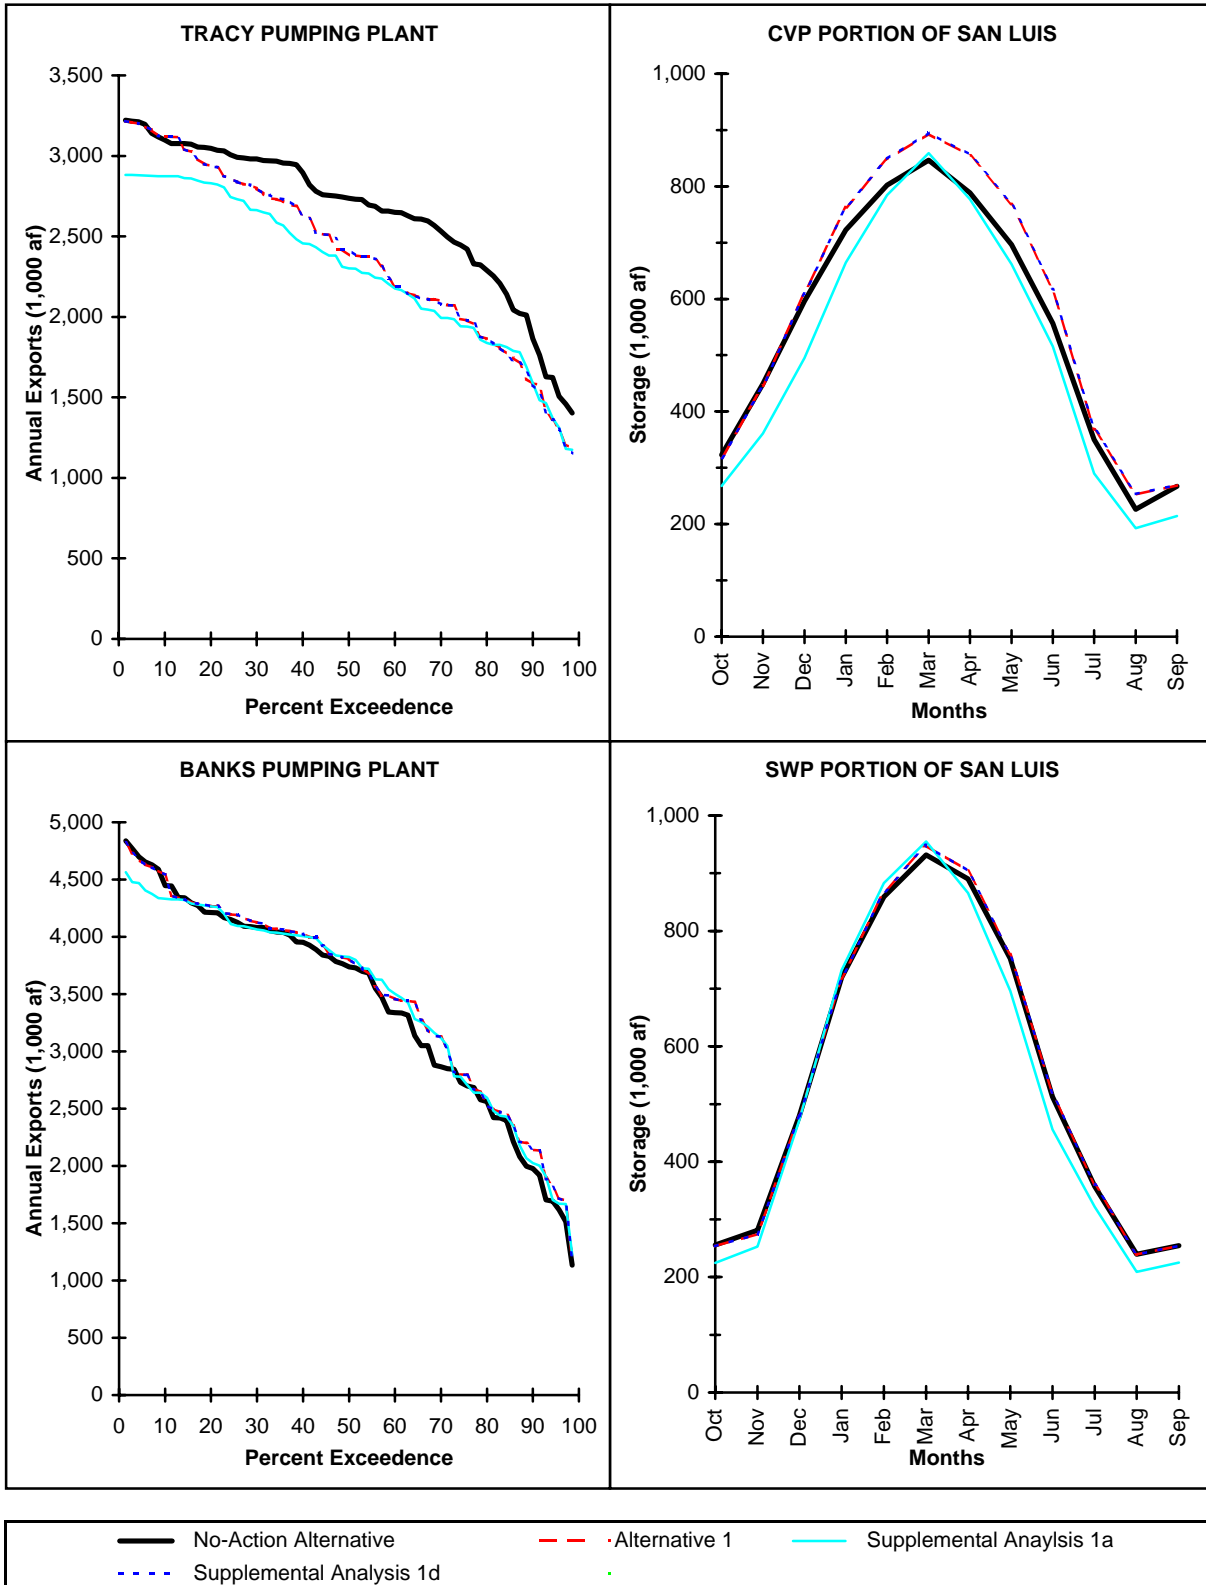 TRACY PUMPING PLANT
Annual Exports (1,000 af)
3,500
3,000
2,500
2,000
1,500
1,000
500
0
0 10 20 30 40 50 60 70 80 90 100
Percent Exceedence
CVP PORTION OF SAN LUIS
Storage (1,000 af)
1,000
800
600
400
200
0
Oct Nov Dec Jan Feb Mar Apr May Jun Jul Aug Sep
Months
BANKS PUMPING PLANT
Annual Exports (1,000 af)
5,000
4,500
4,000
3,500
3,000
2,500
2,000
1,500
1,000
500
0
0 10 20 30 40 50 60 70 80 90 100
Percent Exceedence
SWP PORTION OF SAN LUIS
Storage (1,000 af)
1,000
800
600
400
200
0
Oct Nov Dec Jan Feb Mar Apr May Jun Jul Aug Sep
Months
No-Action Alternative Alternative 1 Supplemental Anaylsis 1a
Supplemental Analysis 1d